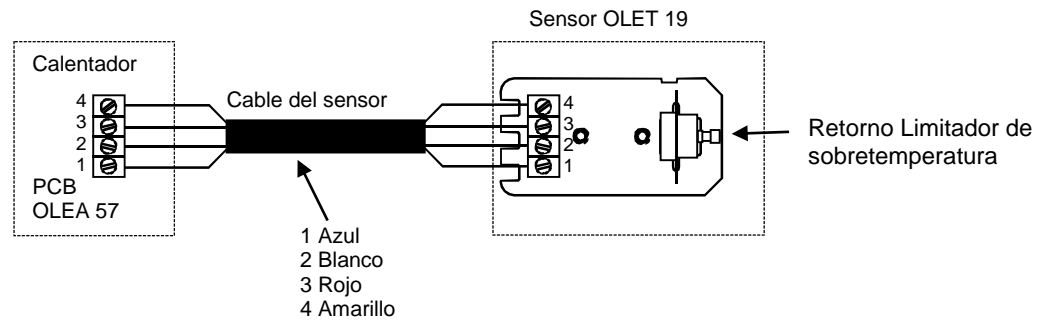 Sensor OLET 19
Calentador
4
3
2
1
PCB
OLEA 57
Cable del sensor
4
3
2
1
Retorno Limitador de
sobretemperatura
1 Azul
2 Blanco
3 Rojo
4 Amarillo